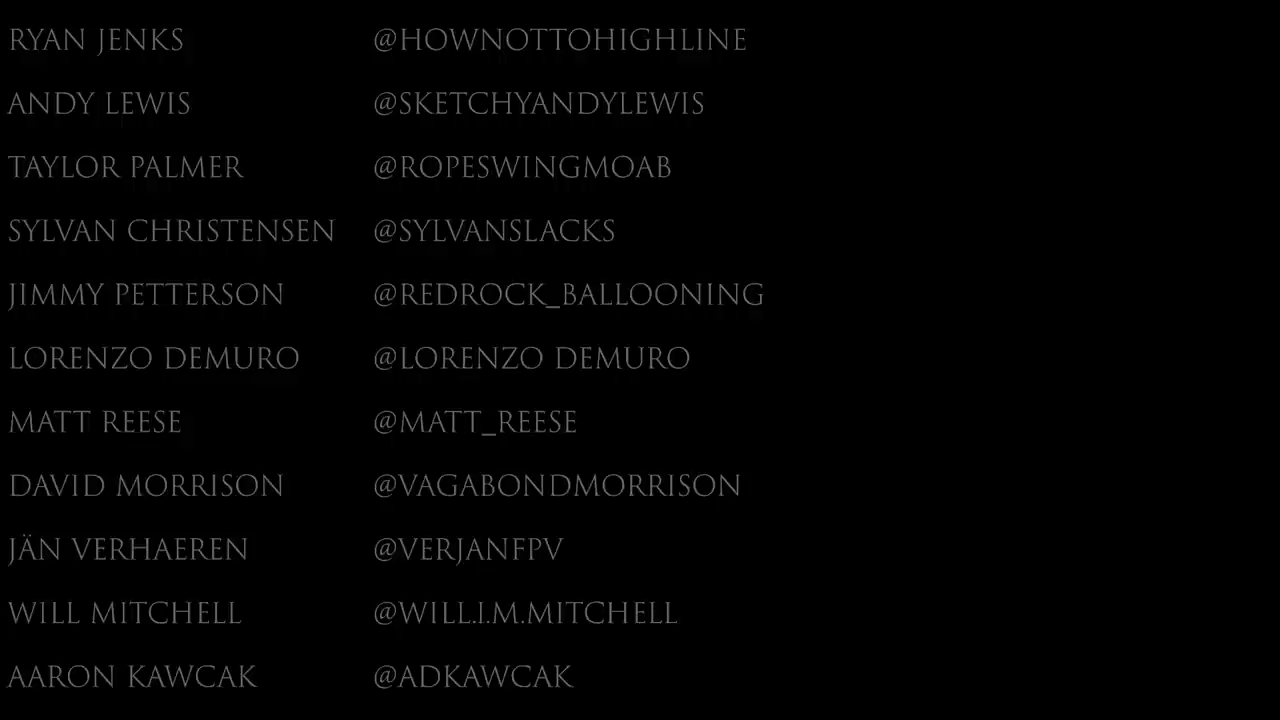 RYAN JENKS @HOWNOTTOHIGHLINE
ANDY LEWIS @SKETCHYANDYLEWIS
TAYLOR PALMER @ROPESWINGMOAB
SYLVAN CHRISTENSEN @SYLVANSLACKS
JIMMY PETTERSON @REDROCK_BALLOONING
LORENZO DEMURO @LORENZO DEMURO
MATT REESE @MATT_REESE
DAVID MORRISON @VAGABONDMORRISON
JÄN VERHAEREN @VERJANFPV
WILL MITCHELL @WILL.I.M.MITCHELL
AARON KAWCAK @ADKAWCAK